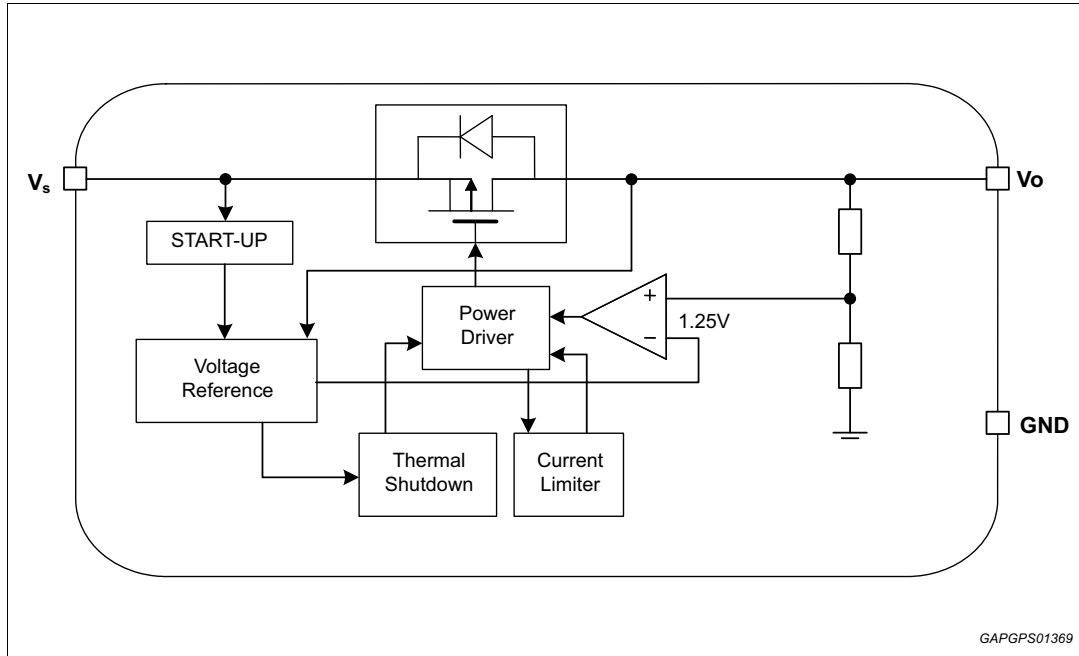 Vs
Vo
START-UP
Power
Driver
+
1.25V
−
Voltage
Reference
GND
Thermal
Shutdown
Current
Limiter
GAPGPS01369